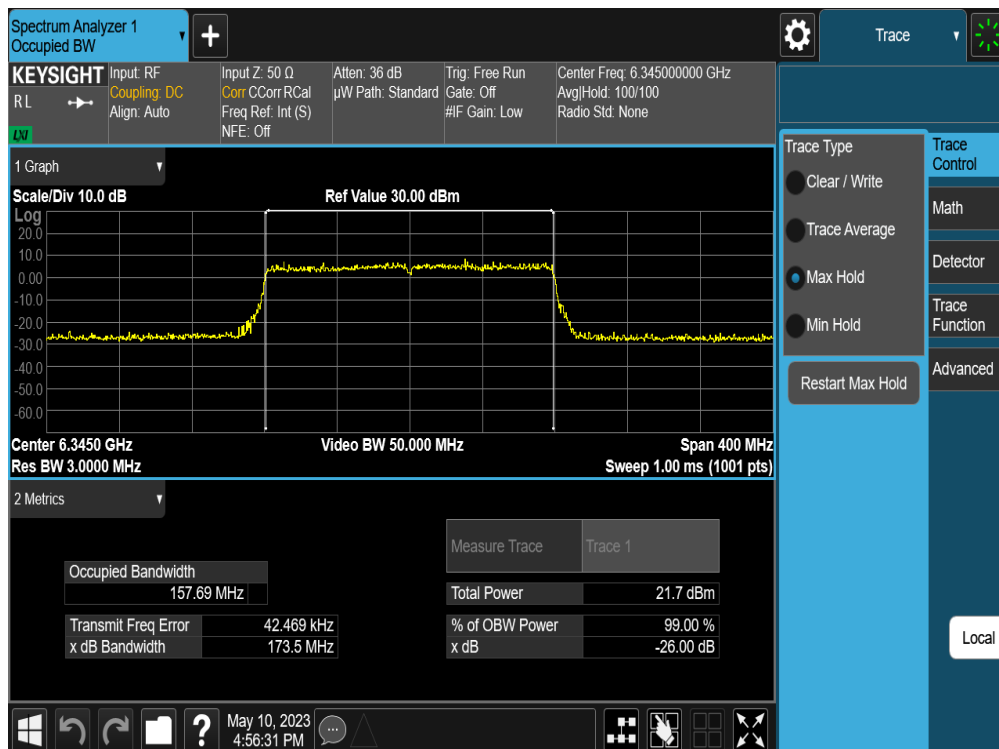 Spectrum Analyzer 1
Occupied BW
+
Trace
KEYSIGHT
RL
LXI
Input: RF
Coupling: DC
Align: Auto
Input Z: 50 Ω
Corr CCorr RCal
Freq Ref: Int (S)
NFE: Off
Atten: 36 dB
µW Path: Standard
Trig: Free Run
Gate: Off
#IF Gain: Low
Center Freq: 6.345000000 GHz
Avg|Hold: 100/100
Radio Std: None
1 Graph
Scale/Div 10.0 dB
Ref Value 30.00 dBm
Log
20.0
10.0
0.00
-10.0
-20.0
-30.0
-40.0
-50.0
-60.0
Center 6.3450 GHz
Video BW 50.000 MHz
Span 400 MHz
Res BW 3.0000 MHz
Sweep 1.00 ms (1001 pts)
2 Metrics
Measure Trace
Trace 1
Occupied Bandwidth
157.69 MHz
Total Power
21.7 dBm
Transmit Freq Error
42.469 kHz
% of OBW Power
99.00 %
x dB Bandwidth
173.5 MHz
x dB
-26.00 dB
Trace Type
Clear / Write
Trace Average
Max Hold
Min Hold
Restart Max Hold
Trace
Control
Math
Detector
Trace
Function
Advanced
Local
?
May 10, 2023
4:56:31 PM